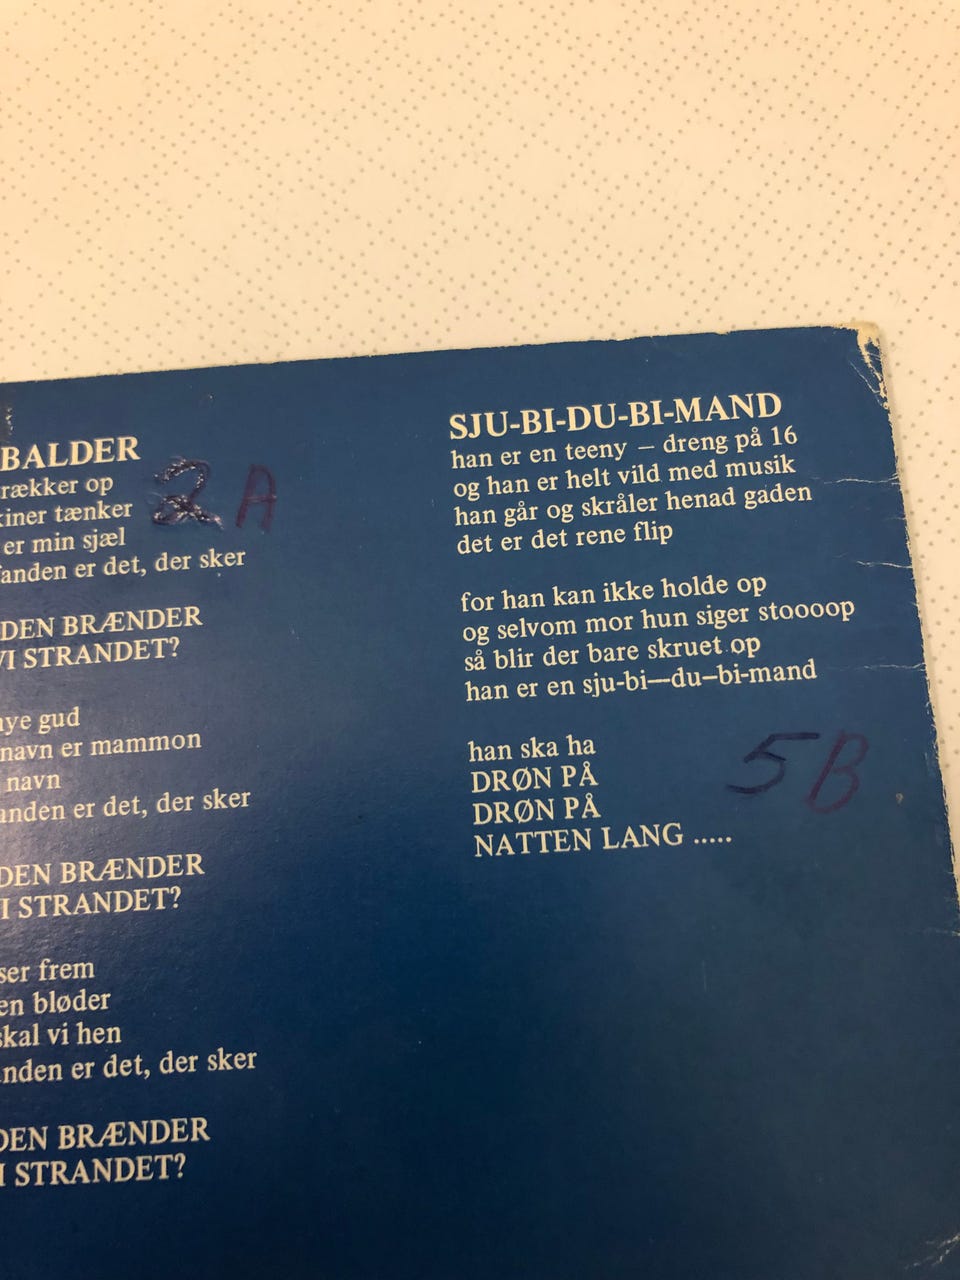 BALDER
rækker op
kiner tænker
er min sjæl
fanden er det, der sker
2A
DEN BRÆNDER
VI STRANDET?
nye gud
navn er mammon
navn
anden er det, der sker
DEN BRÆNDER
I STRANDET?
ser frem
en bløder
skal vi hen
nden er det, der sker
DEN BRÆNDER
I STRANDET?
SJU-BI-DU-BI-MAND
han er en teeny – dreng på 16
og han er helt vild med musik
han går og skråler henad gaden
det er det rene flip
for han kan ikke holde op
og selvom mor hun siger stoooop
så blir der bare skruet op
han er en sju-bi—du–bi-mand
han ska ha
DRØN PÅ
DRØN PÅ
NATTEN LANG .....
5B